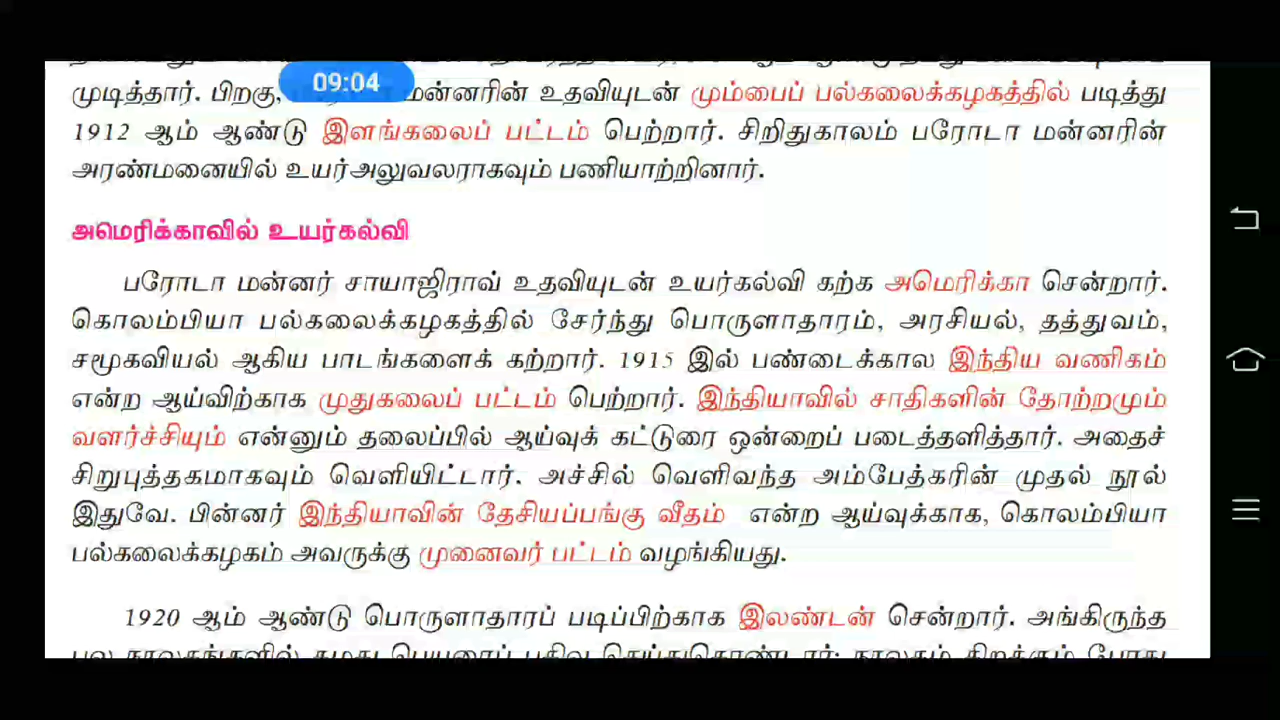 09:04
முடித்தார். பிறகு, மன்னரின் உதவியுடன் மும்பைப் பல்கலைக்கழகத்தில் படித்து
1912 ஆம் ஆண்டு இளங்கலைப் பட்டம் பெற்றார். சிறிதுகாலம் பரோடா மன்னரின்
அரண்மனையில் உயர்அலுவலராகவும் பணியாற்றினார்.
அமெரிக்காவில் உயர்கல்வி
பரோடா மன்னர் சாயாஜிராவ் உதவியுடன் உயர்கல்வி கற்க அமெரிக்கா சென்றார்.
கொலம்பியா பல்கலைக்கழகத்தில் சேர்ந்து பொருளாதாரம், அரசியல், தத்துவம்,
சமூகவியல் ஆகிய பாடங்களைக் கற்றார். 1915 இல் பண்டைக்கால இந்திய வணிகம்
என்ற ஆய்விற்காக முதுகலைப் பட்டம் பெற்றார். இந்தியாவில் சாதிகளின் தோற்றமும்
வளர்ச்சியும் என்னும் தலைப்பில் ஆய்வுக் கட்டுரை ஒன்றைப் படைத்தளித்தார். அதைச்
சிறுபுத்தகமாகவும் வெளியிட்டார். அச்சில் வெளிவந்த அம்பேத்கரின் முதல் நூல்
இதுவே. பின்னர் இந்தியாவின் தேசியப்பங்கு வீதம் என்ற ஆய்வுக்காக, கொலம்பியா
பல்கலைக்கழகம் அவருக்கு முனைவர் பட்டம் வழங்கியது.
1920 ஆம் ஆண்டு பொருளாதாரப் படிப்பிற்காக இலண்டன் சென்றார். அங்கிருந்த